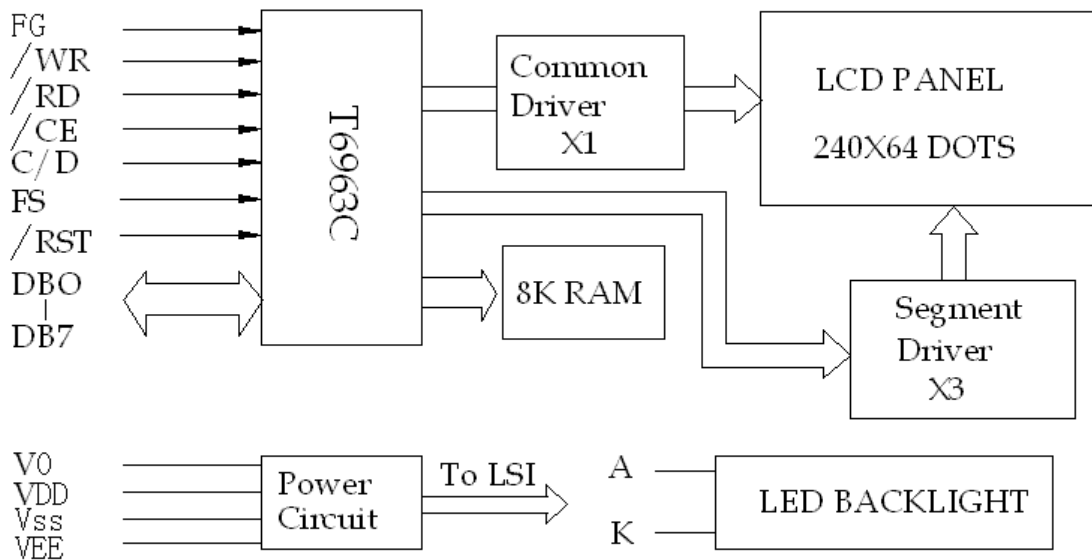 FG
/WR
/RD
/CE
C/D
FS
/RST
DBO
DB7
T6963C
Common
Driver
X1
LCD PANEL
240X64 DOTS
8K RAM
Segment
Driver
X3
V0
VDD
Vss
VEE
Power
Circuit
To LSI
A
K
LED BACKLIGHT